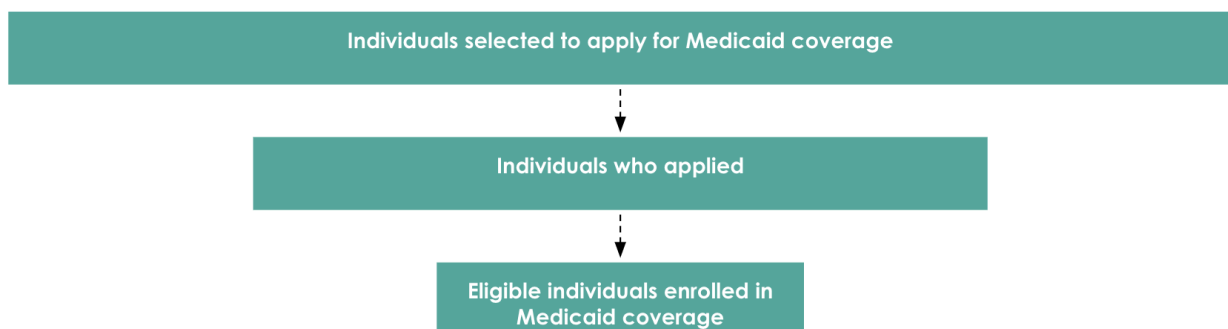 Individuals selected to apply for Medicaid coverage
Individuals who applied
Eligible individuals enrolled in
Medicaid coverage